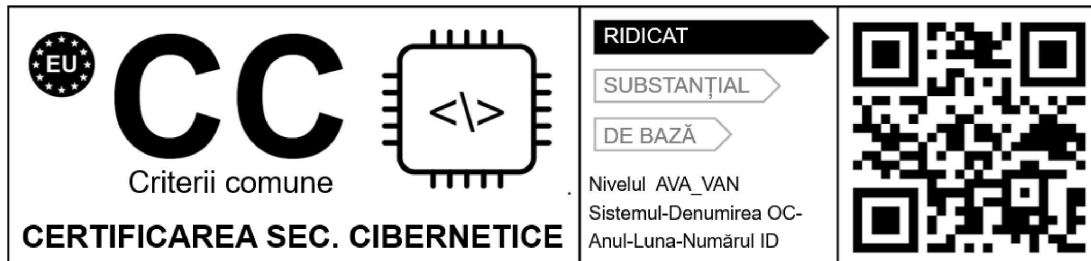 EU
CC
</>
Criterii comune
CERTIFICAREA SEC. CIBERNETICE
RIDICAT
SUBSTANȚIAL
DE BAZĂ
Nivelul AVA_VAN
Sistemul-Denumirea OC-
Anul-Luna-Numărul ID